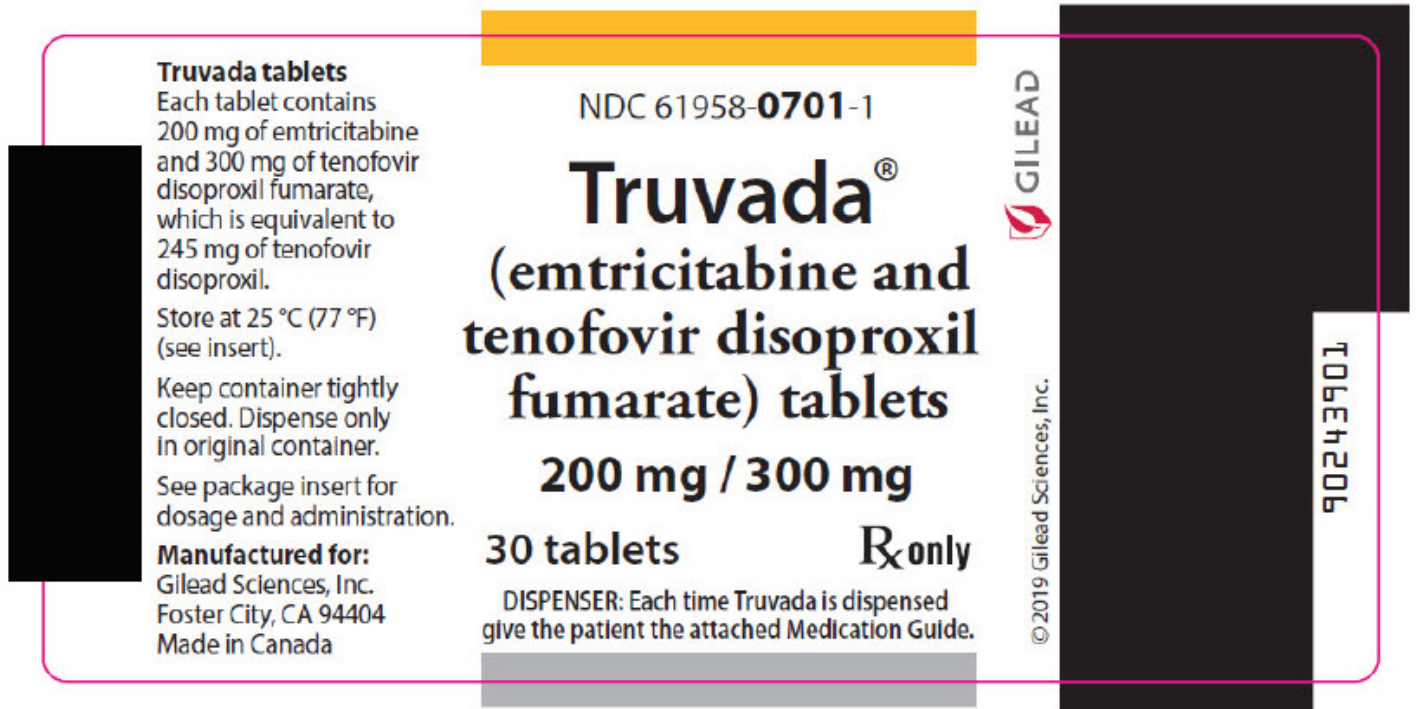 Truvada tablets
Each tablet contains
200 mg of emtricitabine
and 300 mg of tenofovir
disoproxil fumarate,
which is equivalent to
245 mg of tenofovir
disoproxil.
Store at 25 °C (77 °F)
(see insert).
Keep container tightly
closed. Dispense only
in original container.
See package insert for
dosage and administration.
Manufactured for:
Gilead Sciences, Inc.
Foster City, CA 94404
Made in Canada
NDC 61958-0701-1
Truvada®
(emtricitabine and
tenofovir disoproxil
fumarate) tablets
200 mg / 300 mg
30 tablets
Rx only
DISPENSER: Each time Truvada is dispensed
give the patient the attached Medication Guide.
GILEAD
© 2019 Gilead Sciences, Inc.
90243901